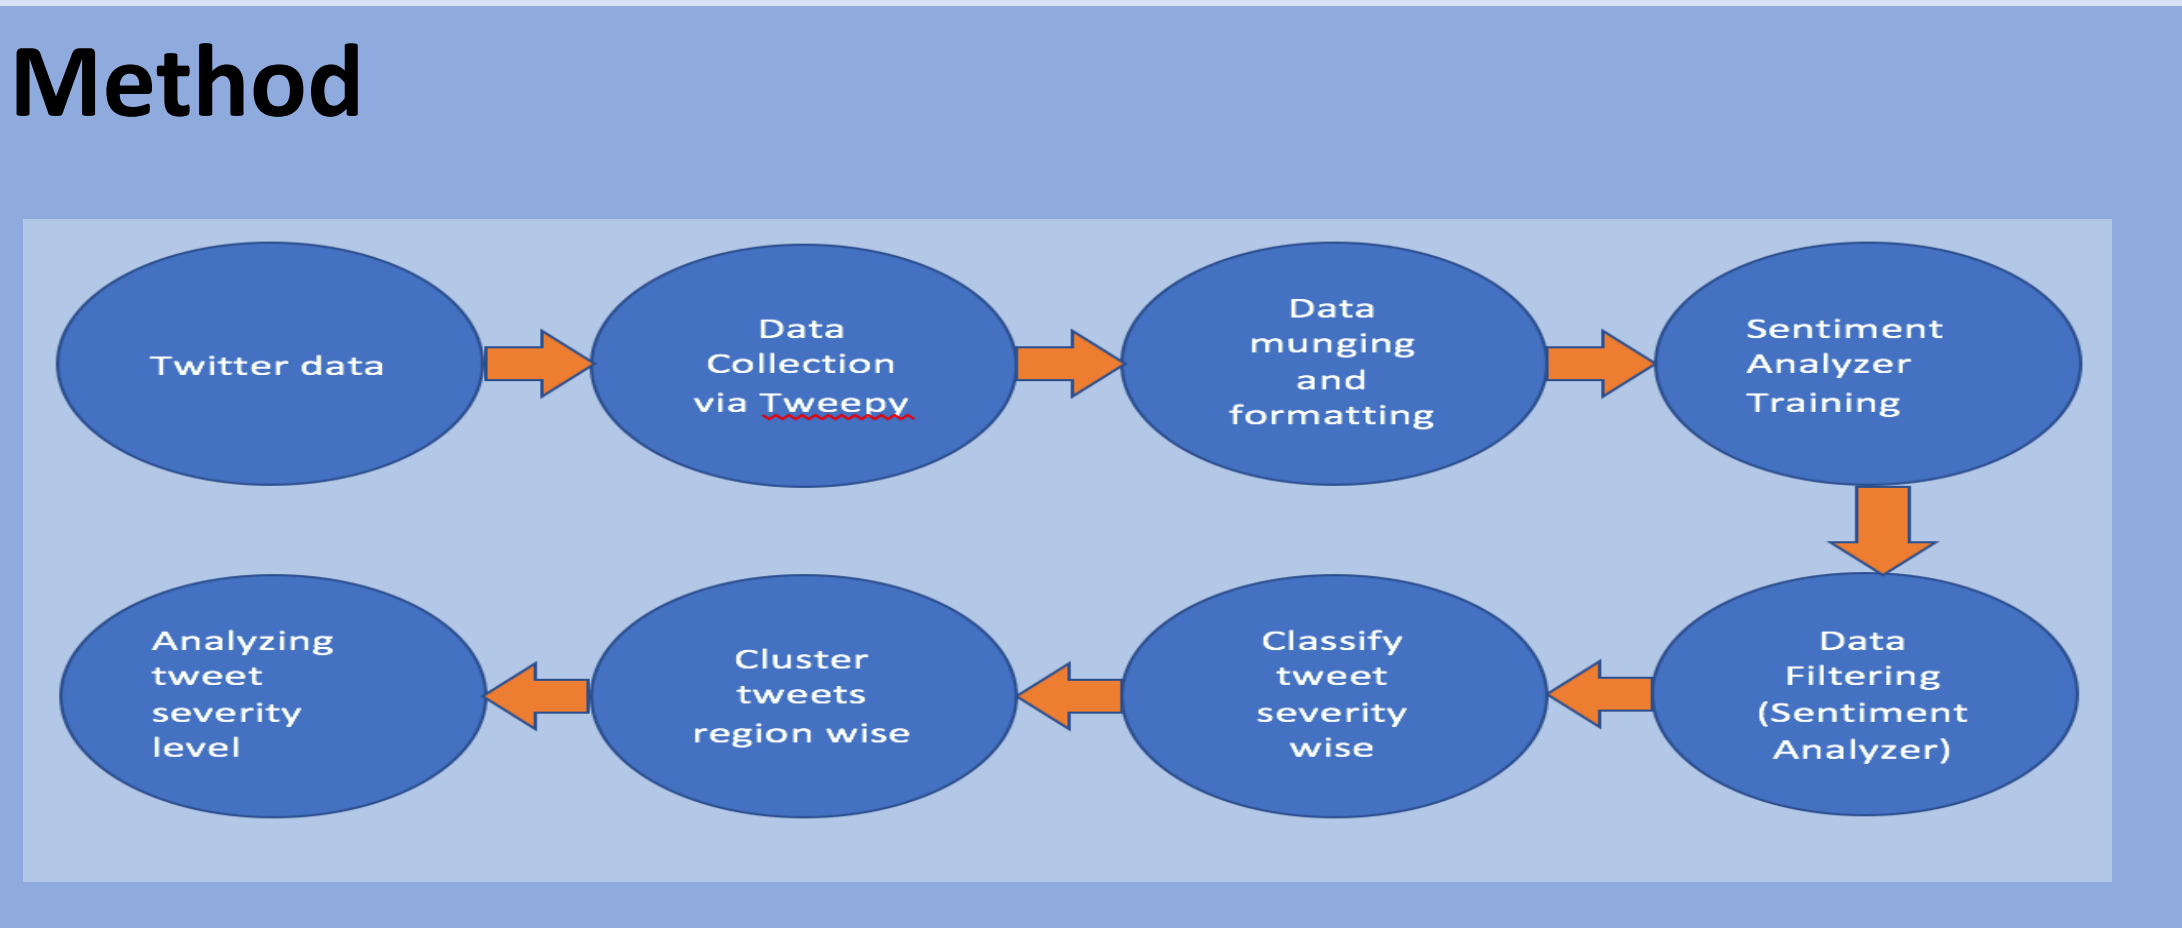 Method
Twitter data
Data
Collection
via Tweepy
Data
munging
and
formatting
Sentiment
Analyzer
Training
Data
Filtering
(Sentiment
Analyzer)
Classify
tweet
severity
wise
Cluster
tweets
region wise
Analyzing
tweet
severity
level